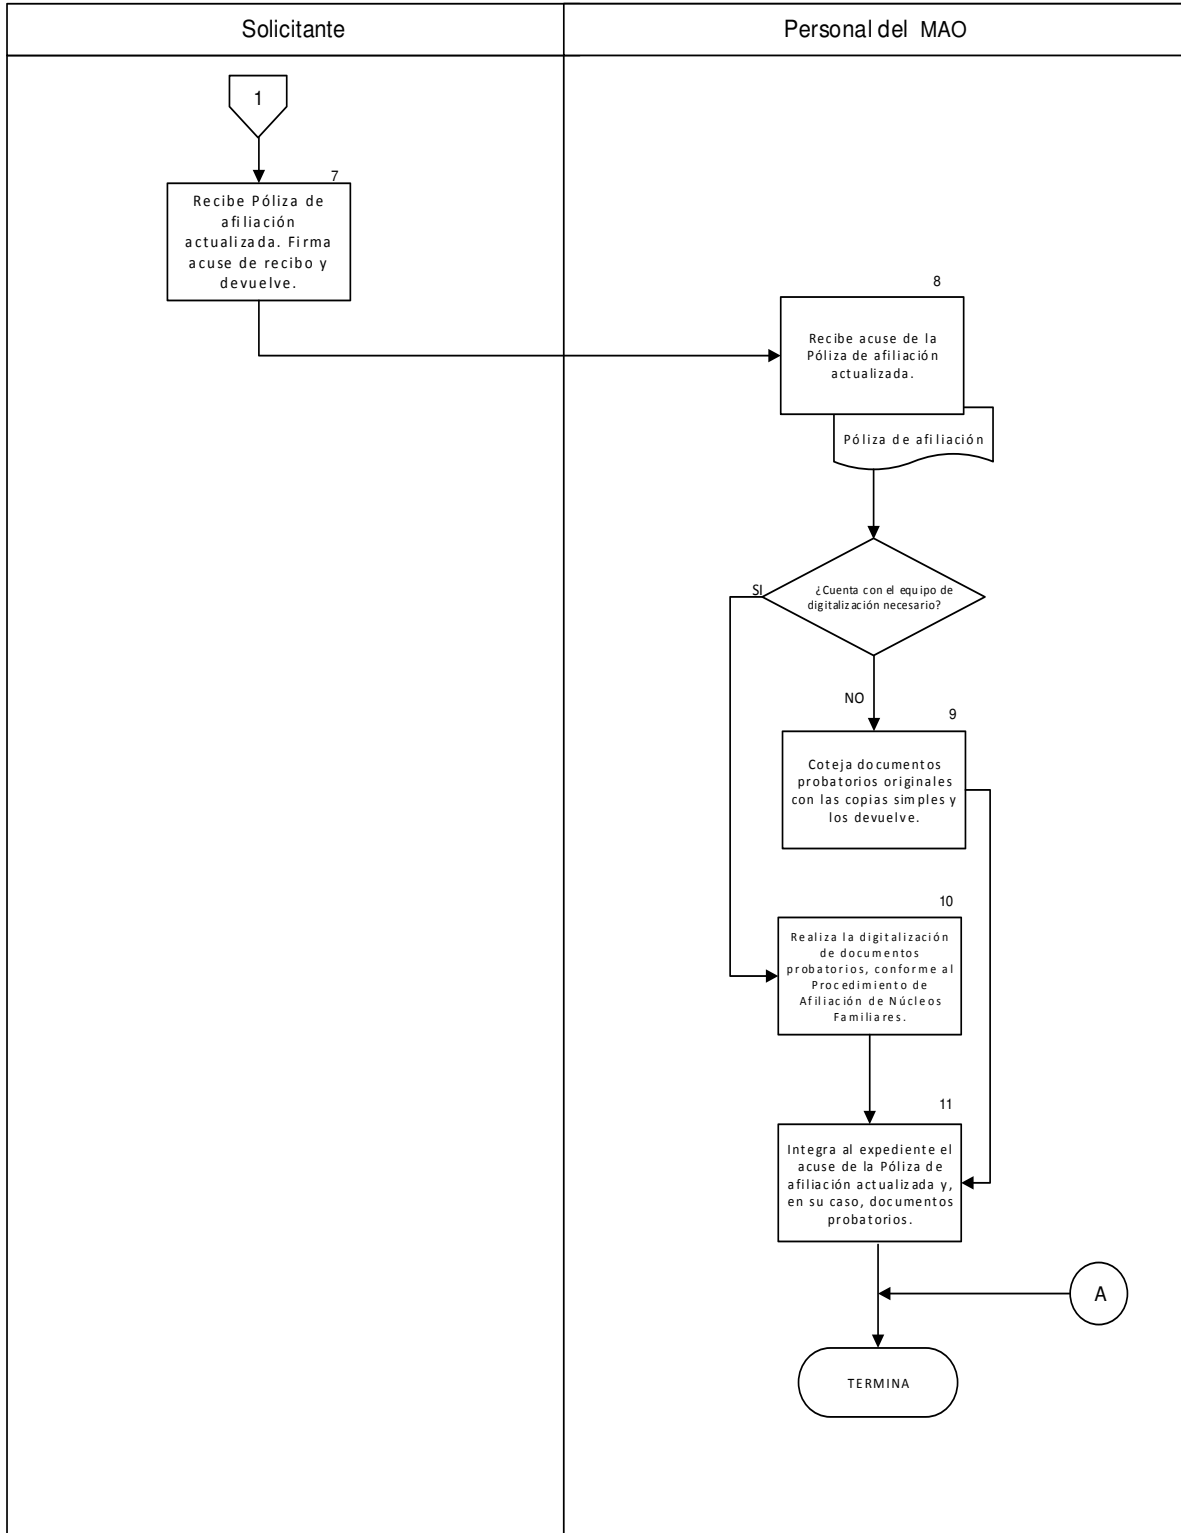 Solicitante
Personal del MAO
1
7
Recibe Póliza de
afiliación
actualizada. Firma
acuse de recibo y
devuelve.
8
Recibe acuse de la
Póliza de afiliación
actualizada.
Póliza de afiliación
SI
¿Cuenta con el equipo de
digitalización necesario?
NO
9
Coteja documentos
probatorios originales
con las copias simples y
los devuelve.
10
Realiza la digitalización
de documentos
probatorios, conforme al
Procedimiento de
Afiliación de Núcleos
Familiares.
11
Integra al expediente el
acuse de la Póliza de
afiliación actualizada y,
en su caso, documentos
probatorios.
A
TERMINA